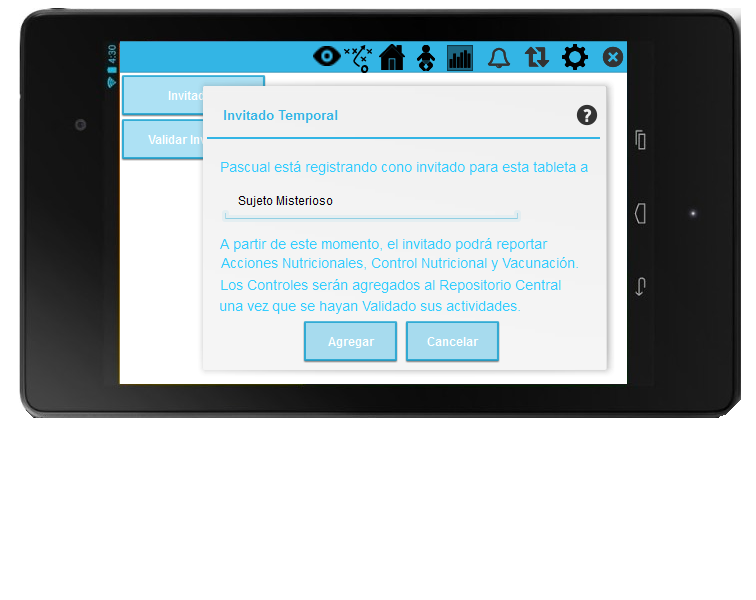 4:30
Invitado Temporal
Pascual está registrando cono invitado para esta tableta a
Sujeto Misterioso
A partir de este momento, el invitado podrá reportar
Acciones Nutricionales, Control Nutricional y Vacunación.
Los Controles serán agregados al Repositorio Central
una vez que se hayan Validado sus actividades.
Agregar
Cancelar
Validar